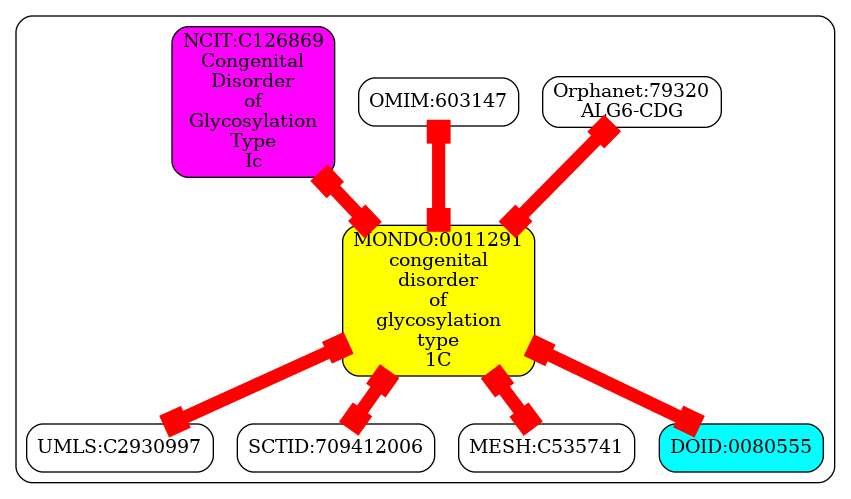 NCIT:C126869
Congenital
Disorder
of
Glycosylation
Type
Ic
OMIM:603147
Orphanet:79320
ALG6-CDG
MONDO:0011291
congenital
disorder
of
glycosylation
type
1C
UMLS:C2930997
SCTID:709412006
MESH:C535741
DOID:0080555